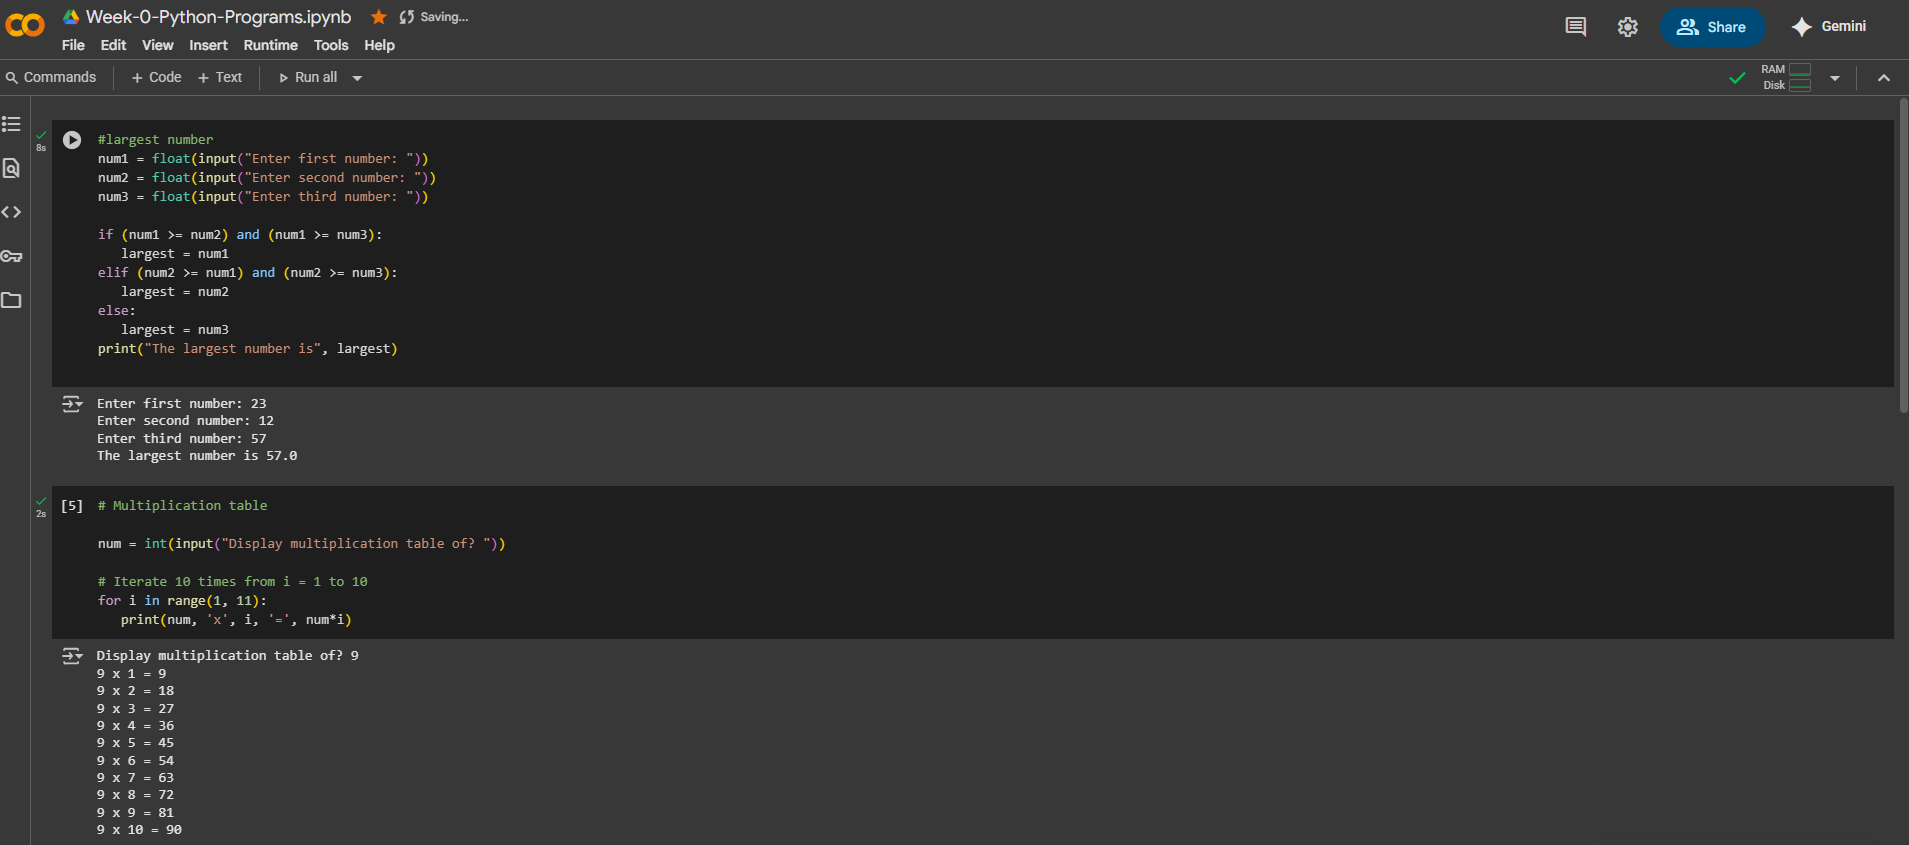 Week-0-Python-Programs.ipynb Saving...
File Edit View Insert Runtime Tools Help
Share
Gemini
Commands + Code + Text Run all
RAM
Disk
8s
#largest number
num1 = float(input("Enter first number: "))
num2 = float(input("Enter second number: "))
num3 = float(input("Enter third number: "))
if (num1 >= num2) and (num1 >= num3):
   largest = num1
elif (num2 >= num1) and (num2 >= num3):
   largest = num2
else:
   largest = num3
print("The largest number is", largest)
Enter first number: 23
Enter second number: 12
Enter third number: 57
The largest number is 57.0
2s
[5] # Multiplication table
num = int(input("Display multiplication table of? "))
# Iterate 10 times from i = 1 to 10
for i in range(1, 11):
   print(num, 'x', i, '=', num*i)
Display multiplication table of? 9
9 x 1 = 9
9 x 2 = 18
9 x 3 = 27
9 x 4 = 36
9 x 5 = 45
9 x 6 = 54
9 x 7 = 63
9 x 8 = 72
9 x 9 = 81
9 x 10 = 90